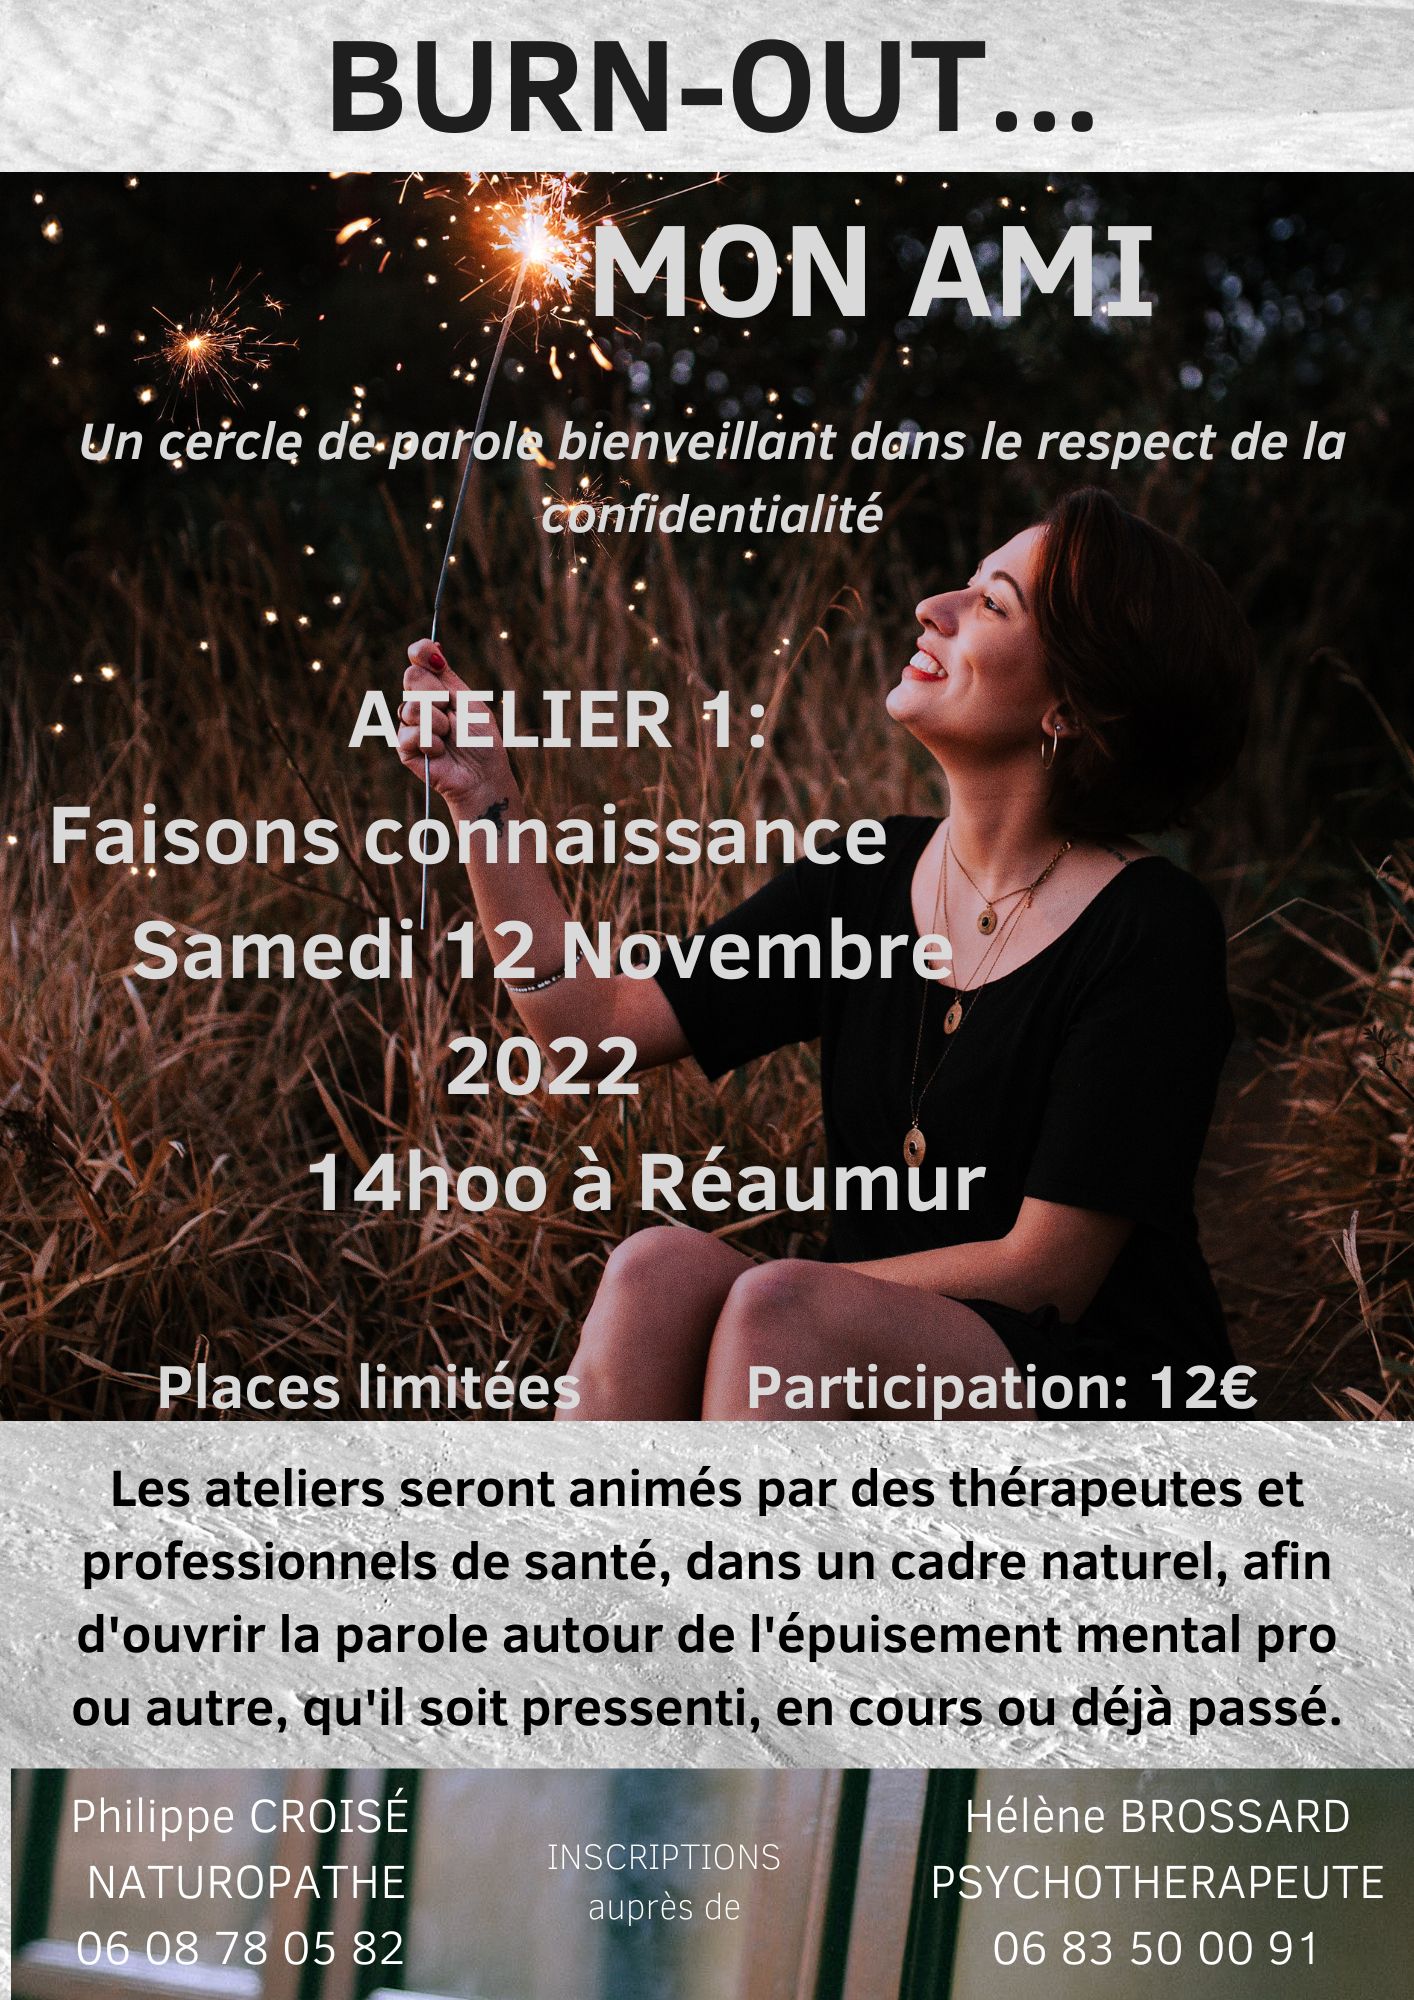 BURN-OUT...
MON AMI
Un cercle de parole bienveillant dans le respect de la
confidentialité
ATELIER 1:
Faisons connaissance
Samedi 12 Novembre
2022
14hoo à Réaumur
Places limitées
Participation: 12€
Les ateliers seront animés par des thérapeutes et
professionnels de santé, dans un cadre naturel, afin
d'ouvrir la parole autour de l'épuisement mental pro
ou autre, qu'il soit pressenti, en cours ou déjà passé.
Philippe CROISÉ
NATUROPATHE
06 08 78 05 82
INSCRIPTIONS
auprès de
Hélène BROSSARD
PSYCHOTHERAPEUTE
06 83 50 00 91